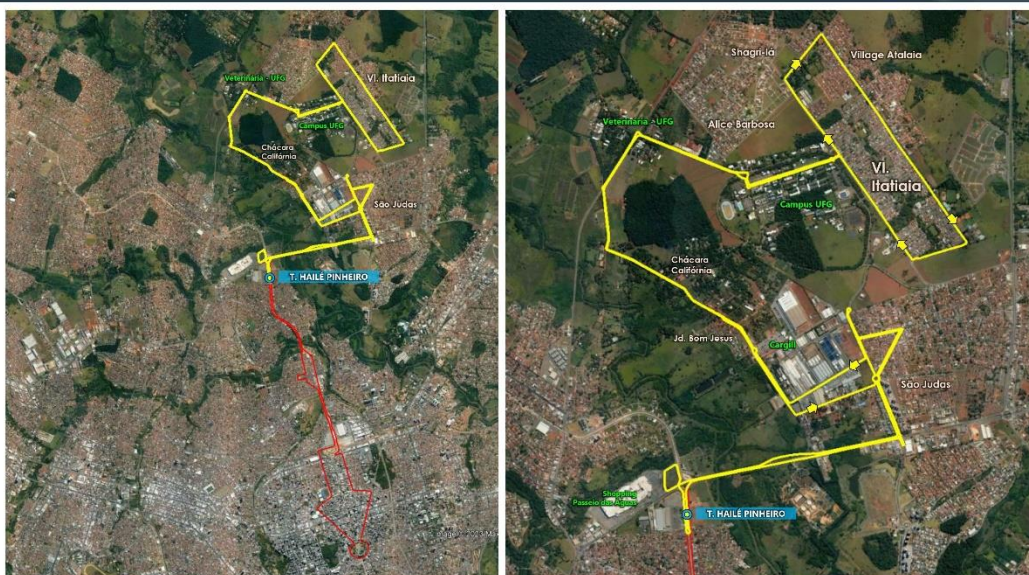 Veterinária - UFG
Vl. Itatiaia
Campus UFG
Chácara
Califórnia
São Judas
T. HAILÉ PINHEIRO
Shagri-lá
Village Atalaia
Veterinária - UFG
Alice Barbosa
Vl.
Itatiaia
Campus UFG
Chácara
Califórnia
Jd. Bom Jesus
Cargill
São Judas
Shopping
Passeio das Águas
T. HAILÉ PINHEIRO